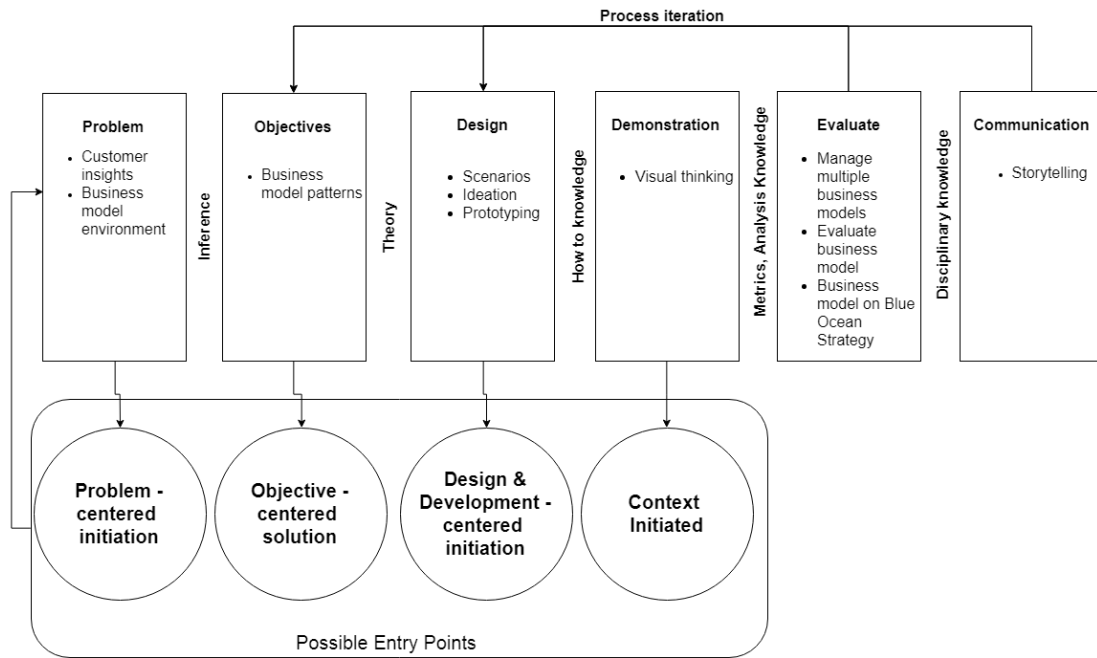 Process iteration
Problem
• Customer
insights
• Business
model
environment
Inference
Objectives
• Business
model patterns
Theory
Design
• Scenarios
• Ideation
• Prototyping
How to knowledge
Demonstration
• Visual thinking
Metrics, Analysis Knowledge
Evaluate
• Manage
multiple
business
models
• Evaluate
business
model
• Business
model on Blue
Ocean
Strategy
Disciplinary knowledge
Communication
• Storytelling
Problem -
centered
initiation
Objective -
centered
solution
Design &
Development -
centered
initiation
Context
Initiated
Possible Entry Points